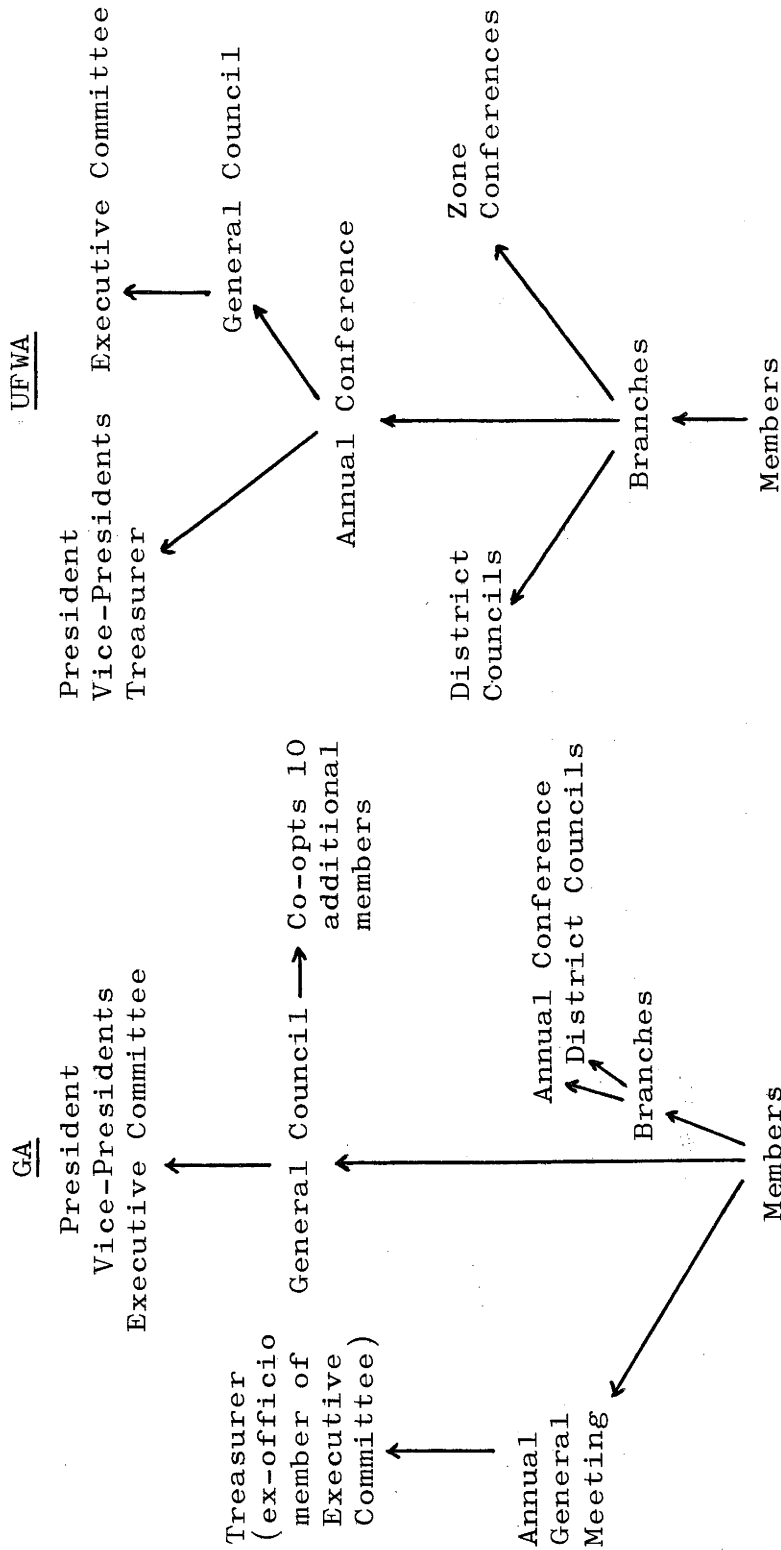 GA
President
Vice-Presidents
Executive Committee
Treasurer
(ex-officio
member of
Executive
Committee)
General Council
Co-opts 10
additional
members
Annual
General
Meeting
Annual Conference
District Councils
Branches
Members
UFWA
President
Vice-Presidents
Treasurer
Executive Committee
General Council
Annual Conference
District
Councils
Zone
Conferences
Branches
Members